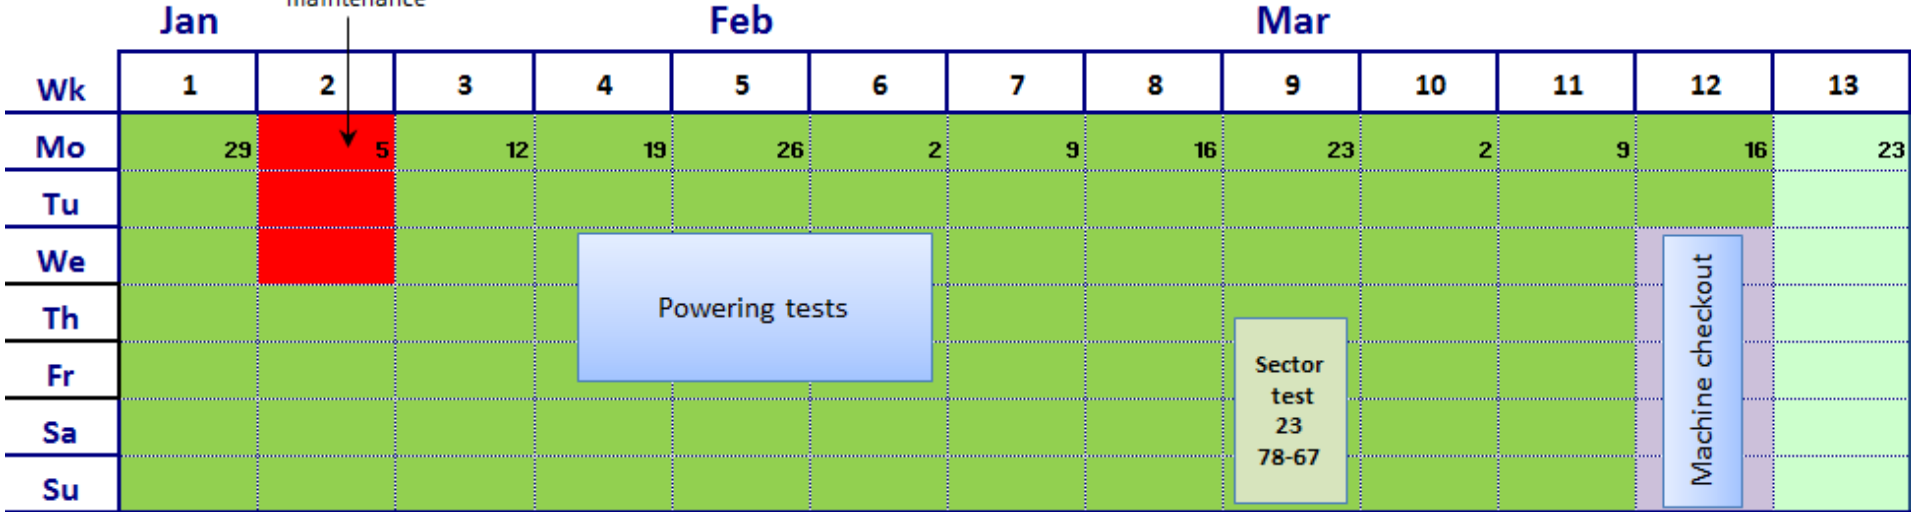 maintenance
Jan Feb Mar
Wk 1 2 3 4 5 6 7 8 9 10 11 12 13
Mo 29 5 12 19 26 2 9 16 23 2 9 16 23
Tu
We
Th
Fr
Sa
Su
Powering tests
Sector
test
23
78-67
Machine checkout